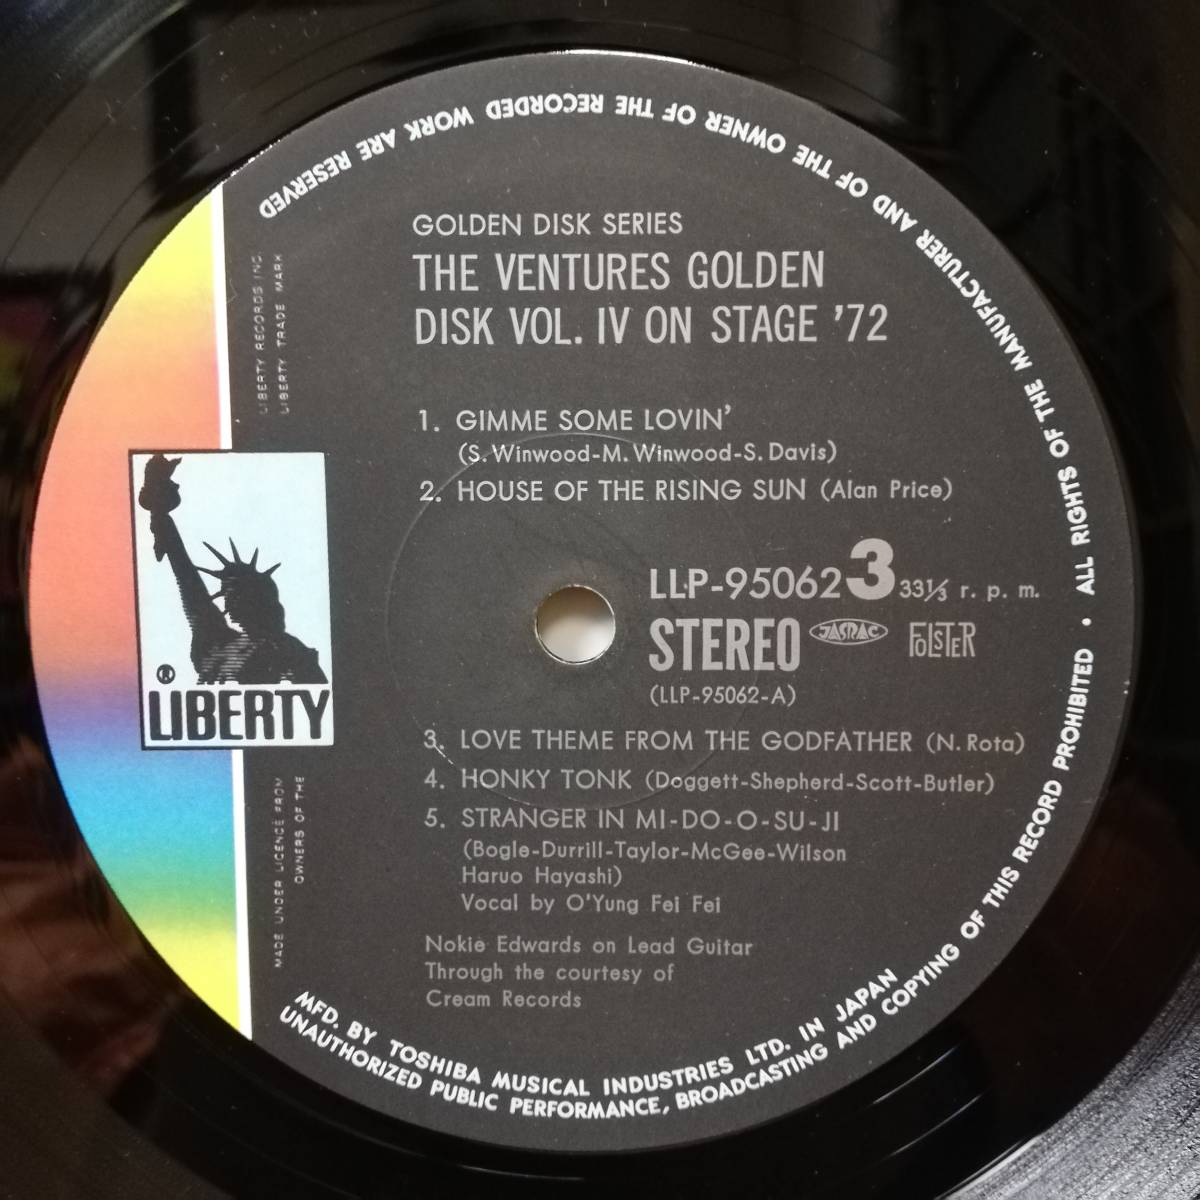 GOLDEN DISK SERIES
THE VENTURES GOLDEN
DISK VOL. IV ON STAGE '72
1. GIMME SOME LOVIN'
(S. Winwood-M. Winwood-S. Davis)
2. HOUSE OF THE RISING SUN (Alan Price)
LLP-95062 3 33⅓ r. p. m.
STEREO JASRAC FOLSTER
(LLP-95062-A)
3. LOVE THEME FROM THE GODFATHER (N. Rota)
4. HONKY TONK (Doggett-Shepherd-Scott-Butler)
5. STRANGER IN MI-DO-O-SU-JI
(Bogle-Durrill-Taylor-McGee-Wilson
Haruo Hayashi)
Vocal by O'Yung Fei Fei
Nokie Edwards on Lead Guitar
Through the courtesy of
Cream Records
LIBERTY RECORDS INC.
LIBERTY TRADE MARK
® LIBERTY
MADE UNDER LICENCE FROM
OWNERS OF THE
MFD. BY TOSHIBA MUSICAL INDUSTRIES LTD. IN JAPAN
UNAUTHORIZED PUBLIC PERFORMANCE, BROADCASTING AND COPYING OF THIS RECORD PROHIBITED • ALL RIGHTS OF THE MANUFACTURER AND OF THE OWNER OF THE RECORDED WORK ARE RESERVED